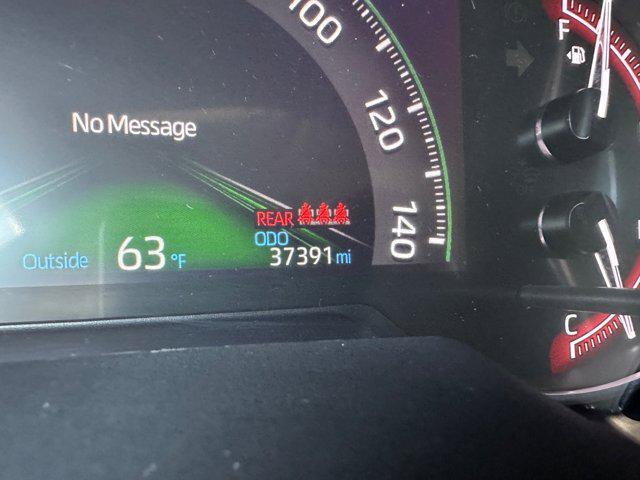 100
F
120
No Message
140
REAR
ODO
Outside 63 °F
37391 mi
C